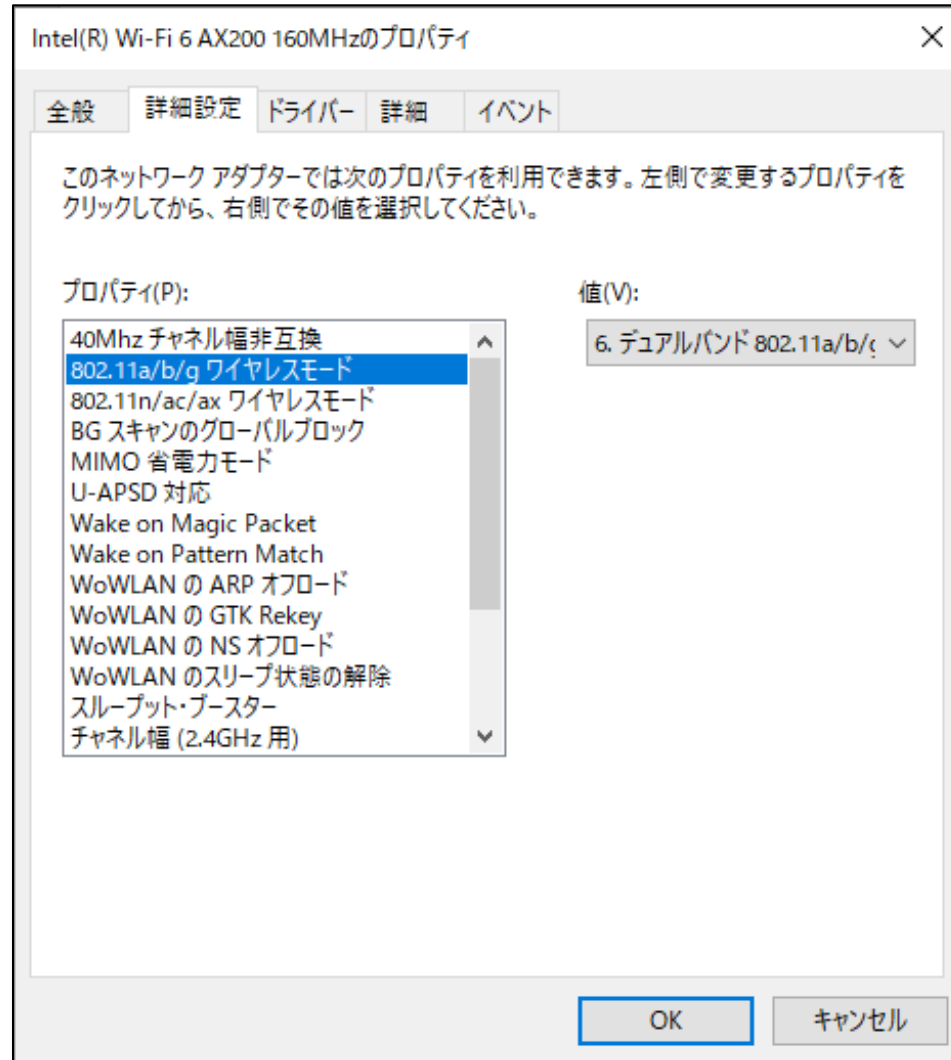 Intel(R) Wi-Fi 6 AX200 160MHzのプロパティ
全般 詳細設定 ドライバー 詳細 イベント
このネットワーク アダプターでは次のプロパティを利用できます。左側で変更するプロパティを
クリックしてから、右側でその値を選択してください。
プロパティ(P):
40Mhz チャネル幅非互換
802.11a/b/g ワイヤレスモード
802.11n/ac/ax ワイヤレスモード
BG スキャンのグローバルブロック
MIMO 省電力モード
U-APSD 対応
Wake on Magic Packet
Wake on Pattern Match
WoWLAN の ARP オフロード
WoWLAN の GTK Rekey
WoWLAN の NS オフロード
WoWLAN のスリープ状態の解除
スループット・ブースター
チャネル幅 (2.4GHz 用)
値(V):
6. デュアルバンド 802.11a/b/g
OK キャンセル